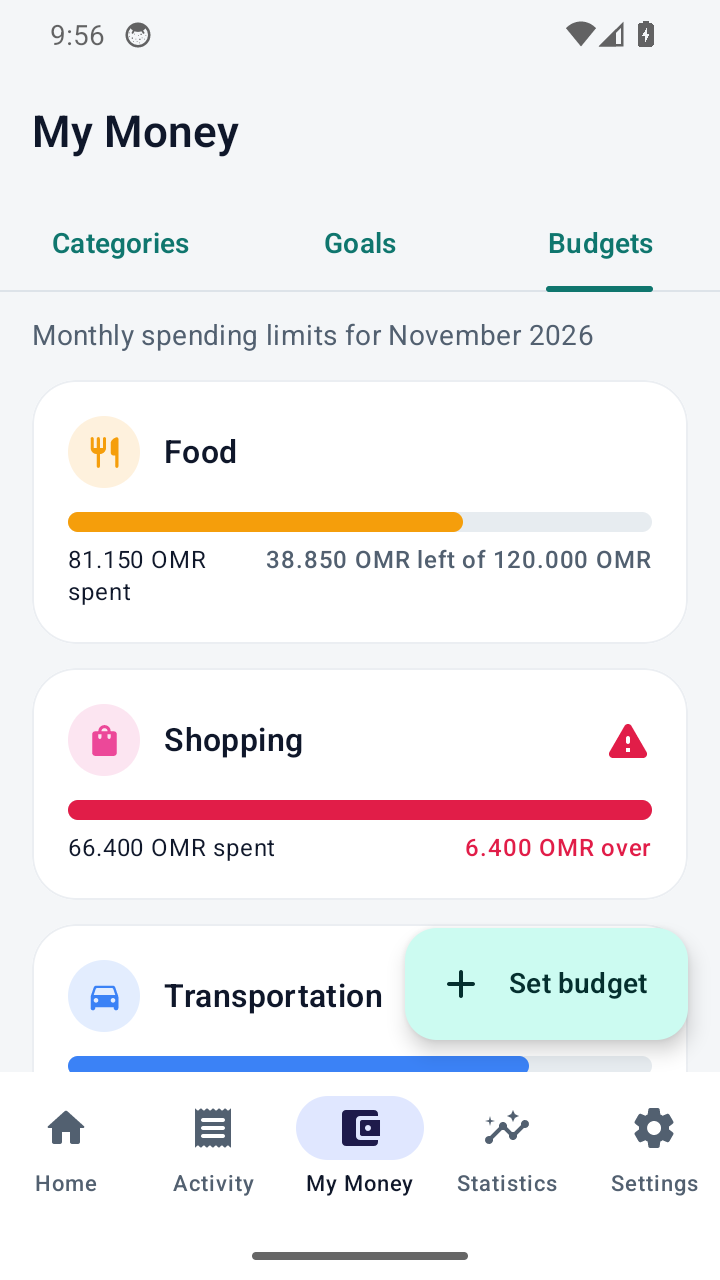 9:56
My Money
Categories
Goals
Budgets
Monthly spending limits for November 2026
Food
81.150 OMR spent
38.850 OMR left of 120.000 OMR
Shopping
66.400 OMR spent
6.400 OMR over
Transportation
Set budget
Home
Activity
My Money
Statistics
Settings